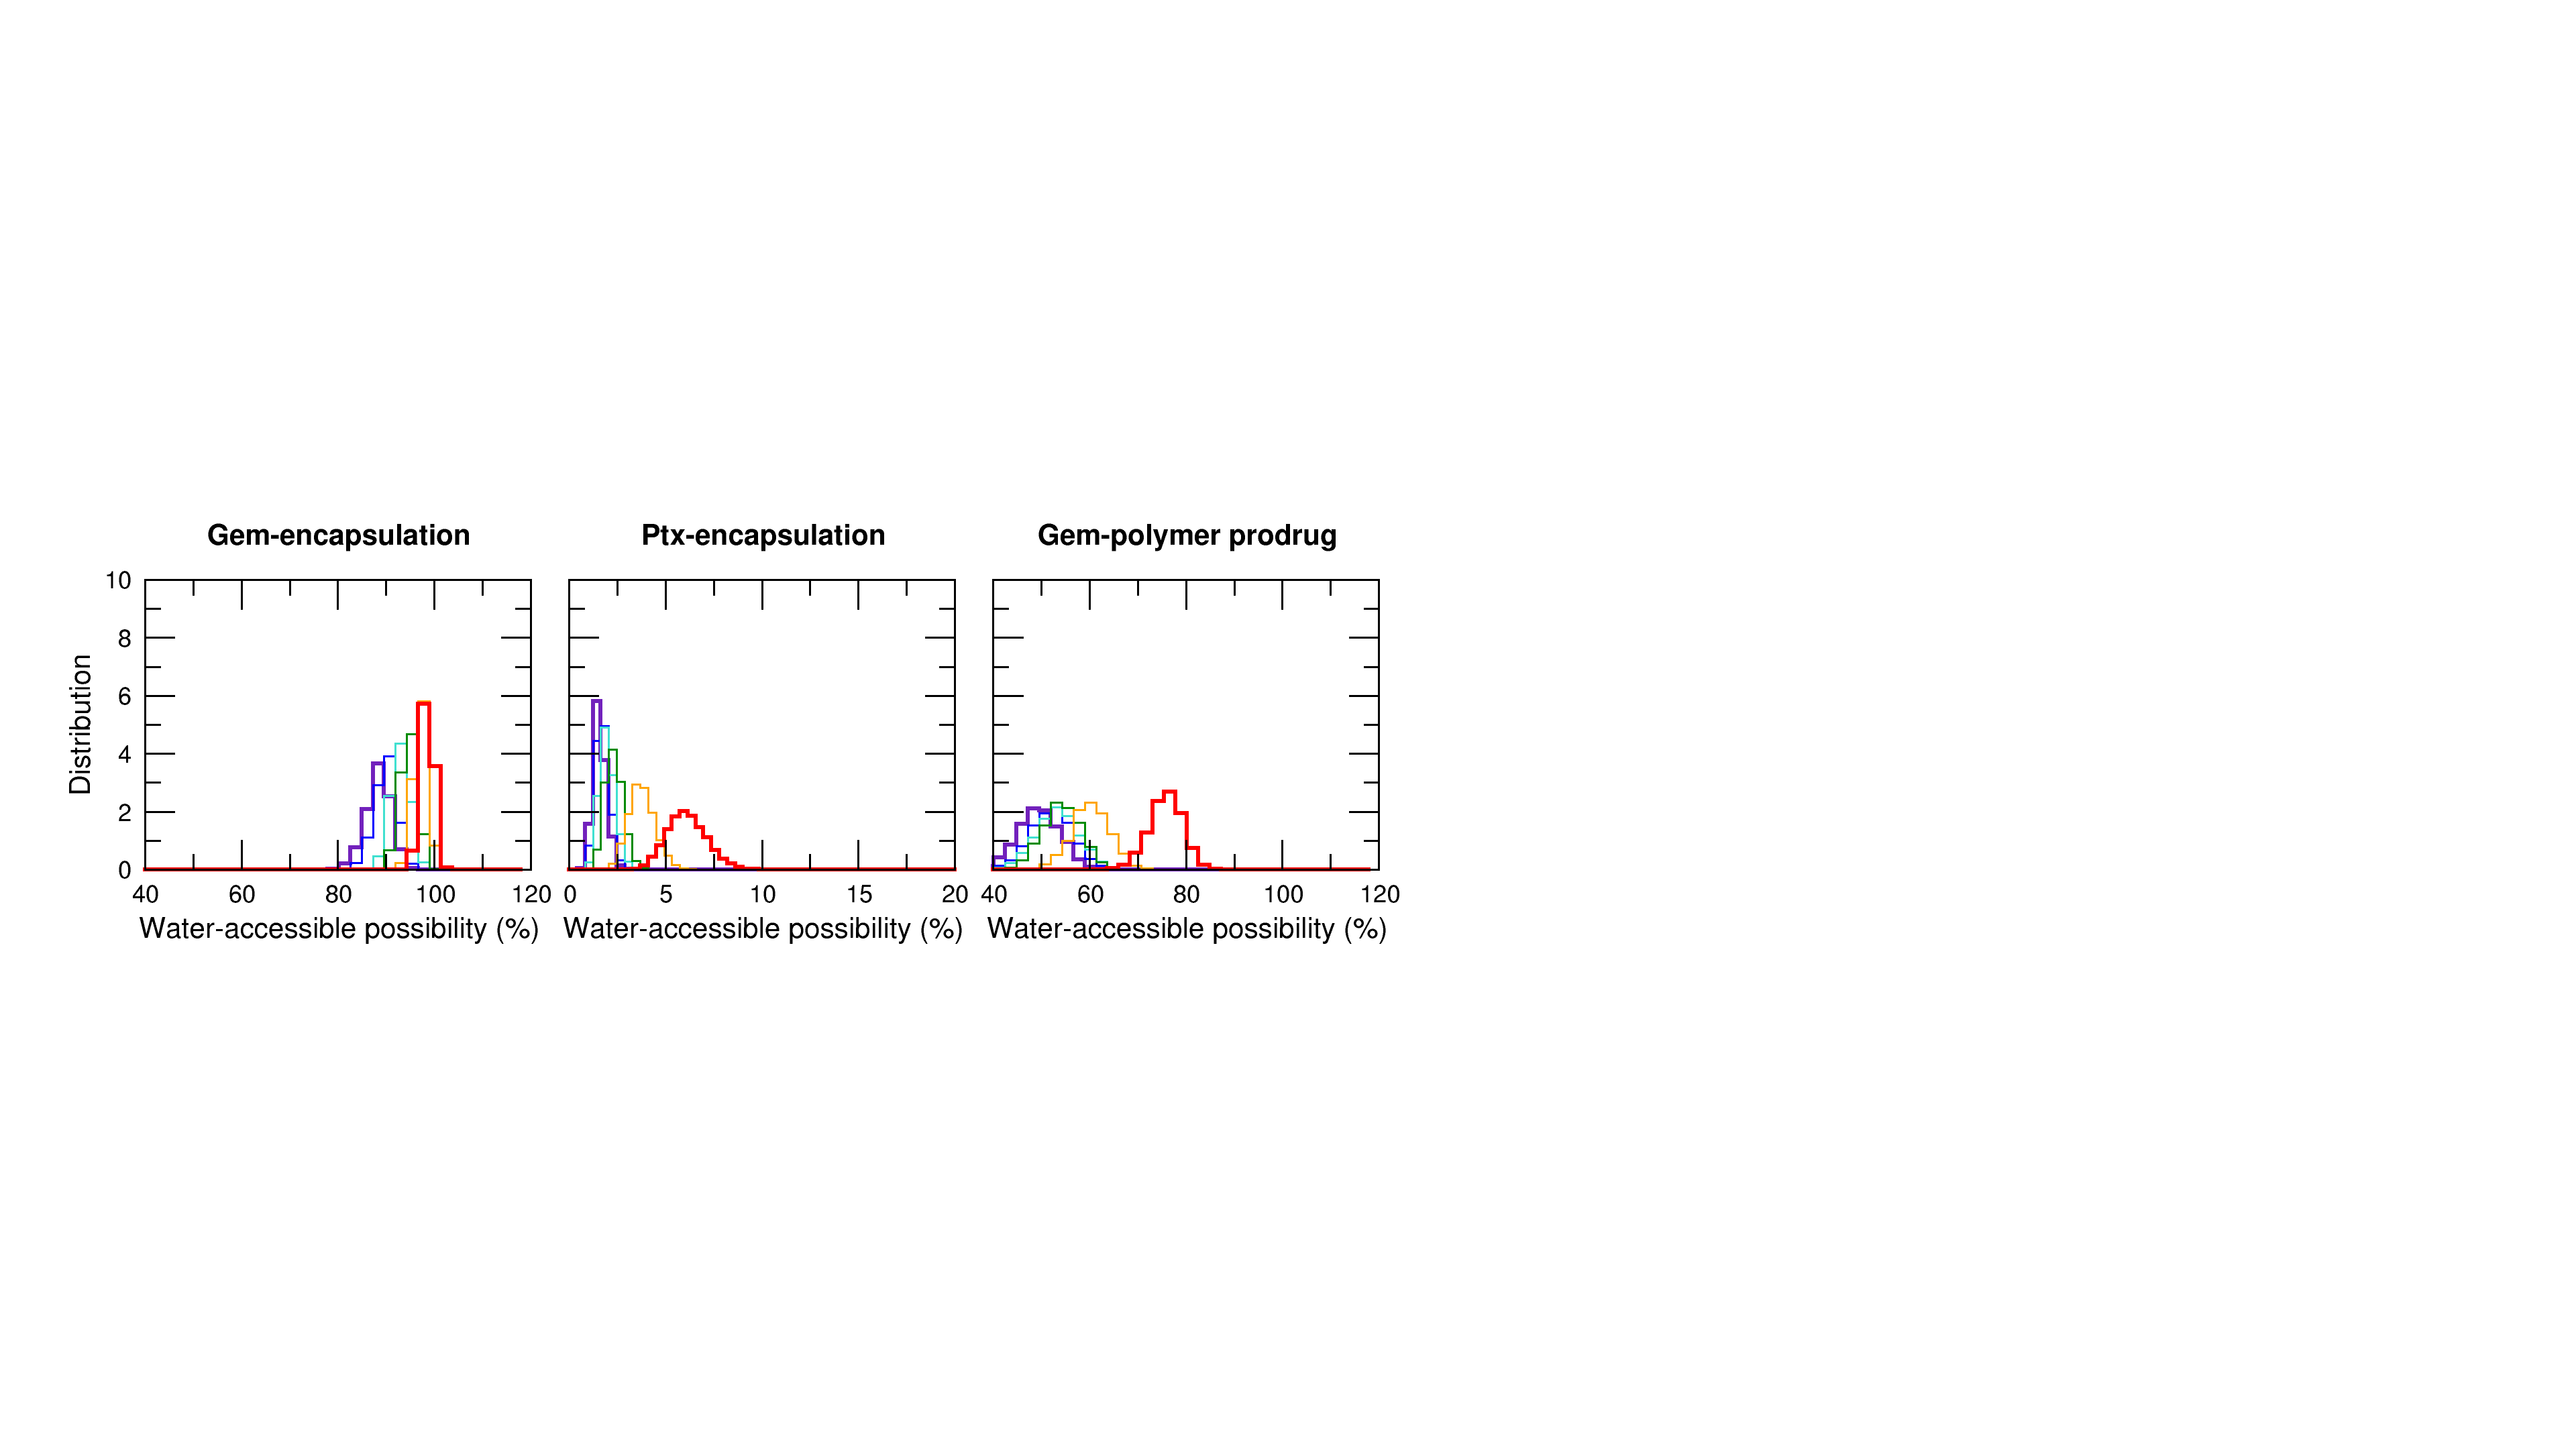 Gem-encapsulation
Ptx-encapsulation
Gem-polymer prodrug
Distribution
10
8
6
4
2
0
40 60 80 100 120
0 5 10 15 20
40 60 80 100 120
Water-accessible possibility (%)
Water-accessible possibility (%)
Water-accessible possibility (%)